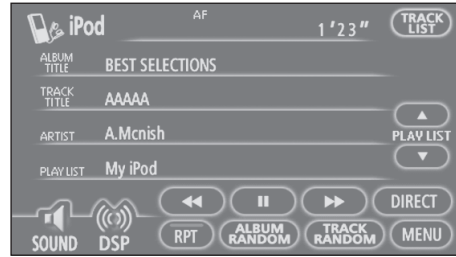 iPod AF 1'23" TRACK LIST
ALBUM TITLE BEST SELECTIONS
TRACK TITLE AAAAA
ARTIST A.Mcnish
PLAY LIST
PLAY LIST My iPod
DIRECT
SOUND DSP RPT ALBUM RANDOM TRACK RANDOM MENU